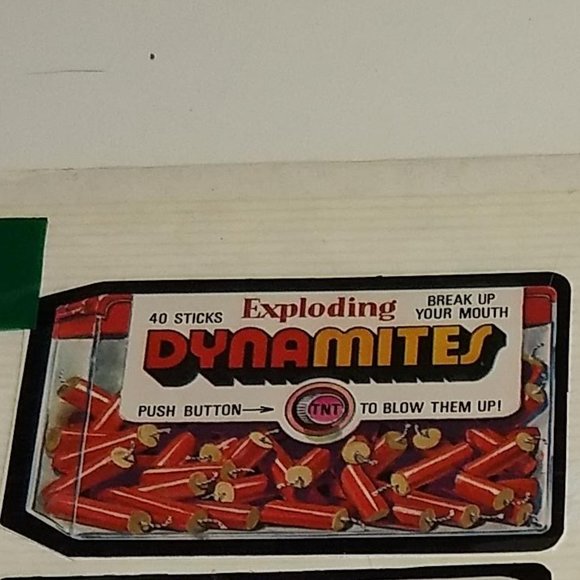 40 STICKS Exploding BREAK UP YOUR MOUTH
DYNAMITES
PUSH BUTTON→ TNT TO BLOW THEM UP!